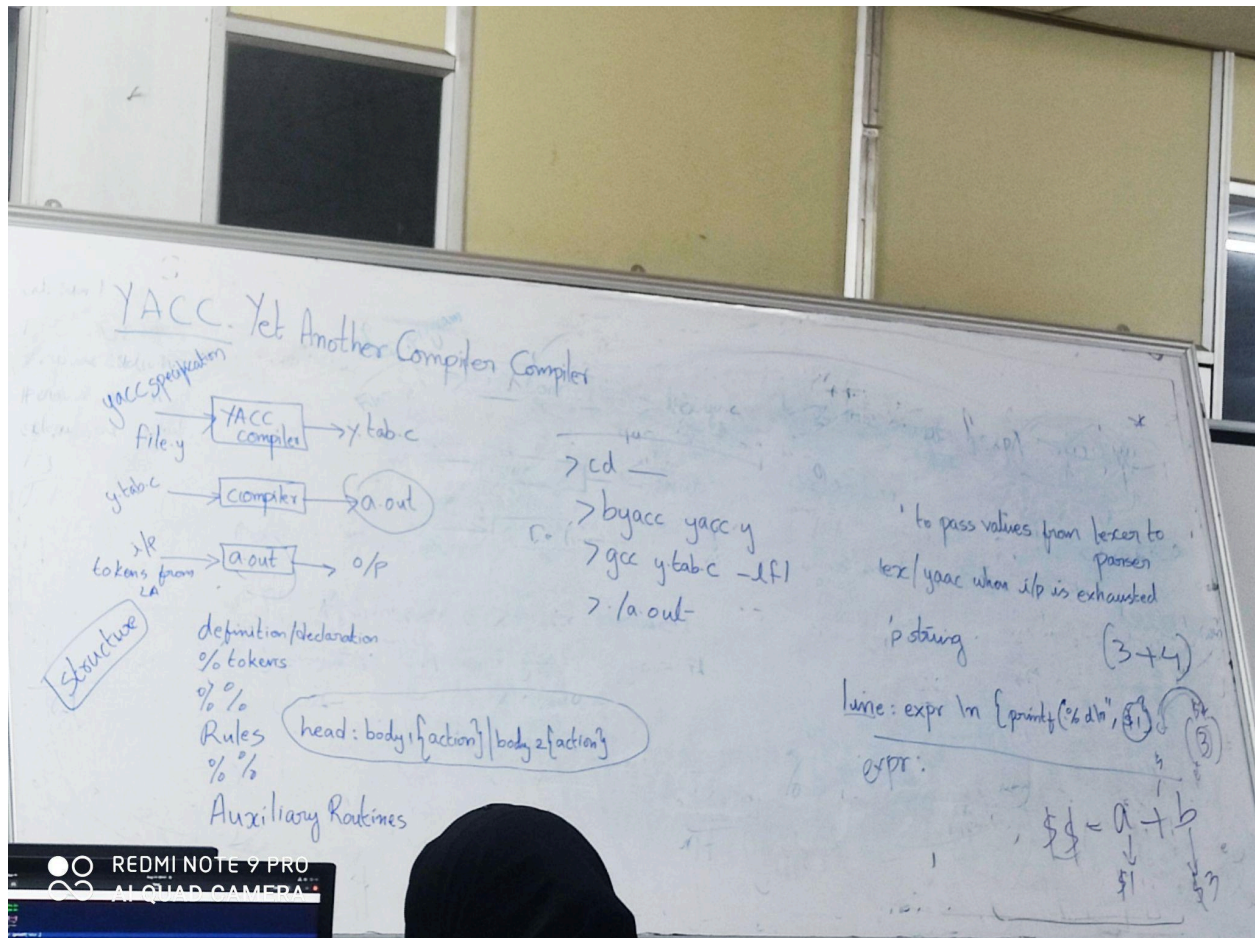 YACC. Yet Another Compiler Compiler
yacc specification
file.y
YACC
compiler
y.tab.c
y.tab.c
Compiler
a.out
i/p
tokens from
LA
a.out
o/p
Structure
definition/declaration
% tokens
%%
Rules
head : body1{action}|body2{action}
%%
Auxiliary Routines
> cd
> byacc yacc.y
> gcc y.tab.c -lfl
> ./a.out
to pass values from lexer to
parser
lex/yaac when i/p is exhausted
string
(3+4)
line : expr \n {printf("%d\n", $1)}
3
expr :
$$ = a + b
$1 $3
REDMI NOTE 9 PRO
AI QUAD CAMERA